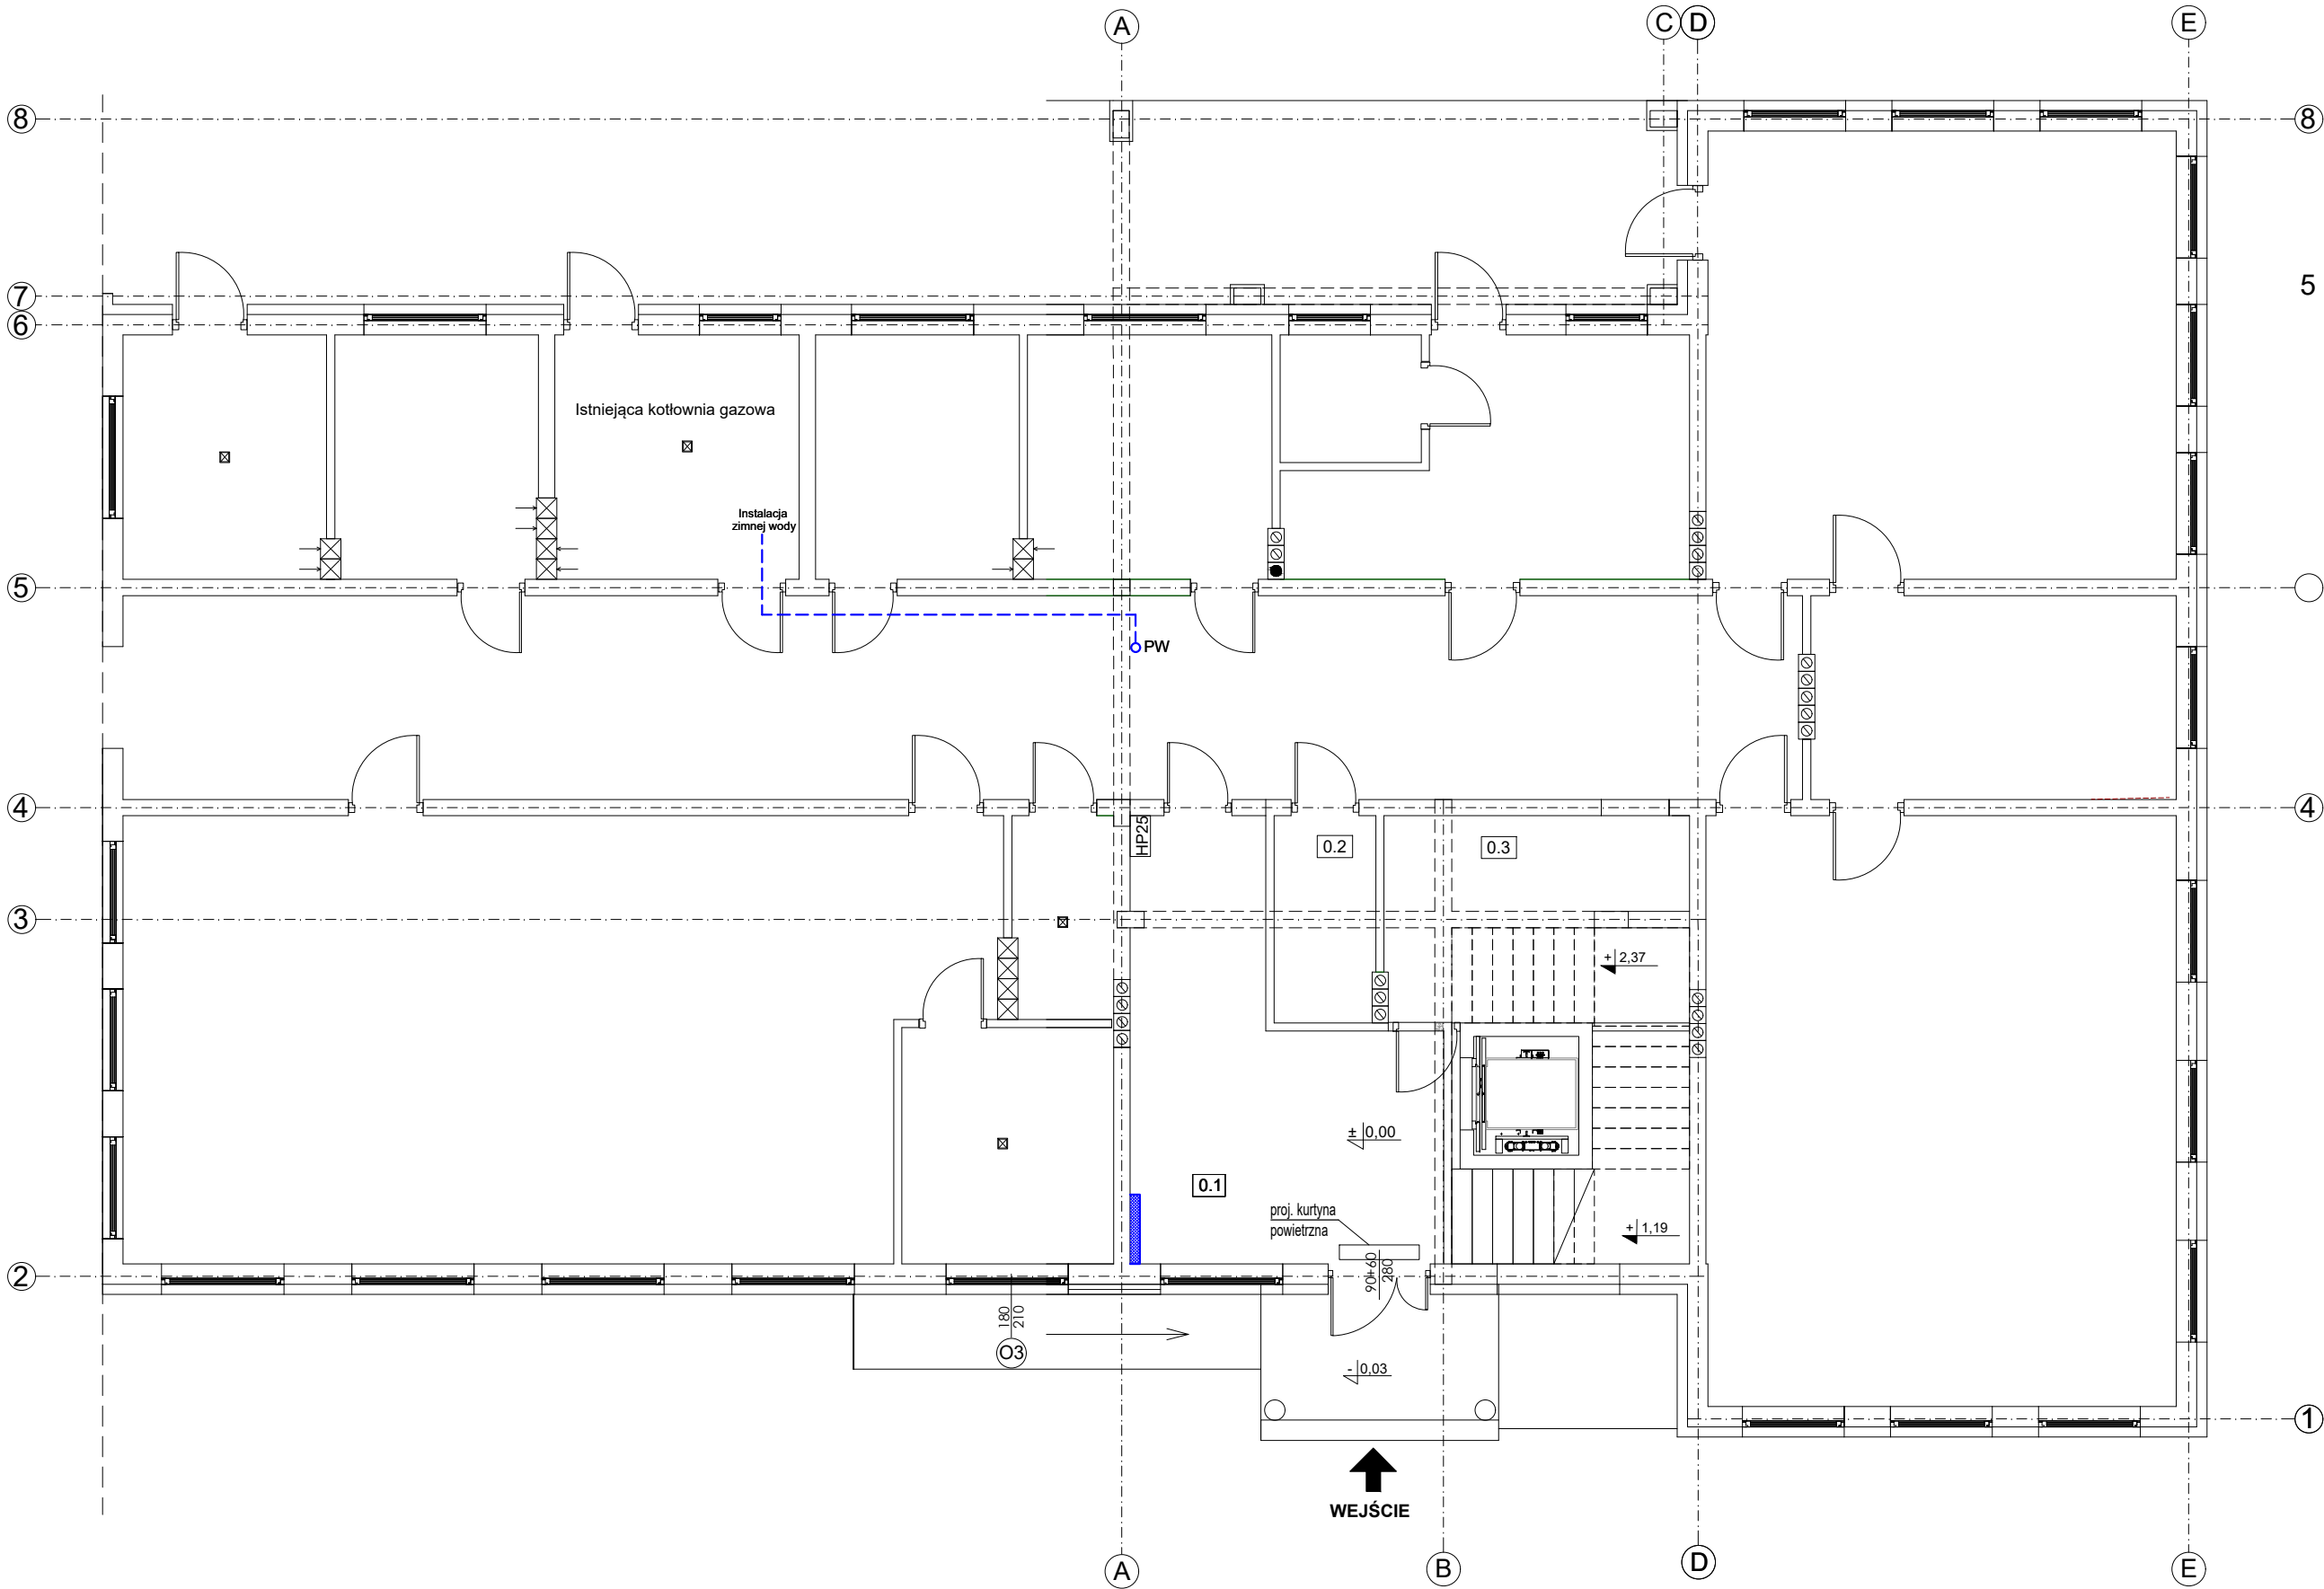 A
C
D
E
8
8
7
6
5
Istniejąca kotłownia gazowa
Instalacja
zimnej wody
5
PW
4
4
HP25
0.2
0.3
3
+ 2,37
± 0,00
0.1
proj. kurtyna
powietrzna
+ 1,19
2
90+60
280
180
210
O3
- 0,03
1
WEJŚCIE
A
B
D
E